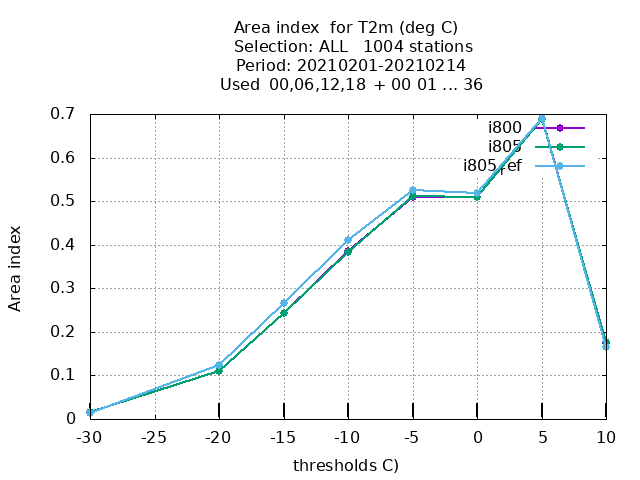 Area index  for T2m (deg C)
Selection: ALL   1004 stations
Period: 20210201-20210214
Used  00,06,12,18  + 00 01 ... 36
0.7
0.6
0.5
0.4
0.3
0.2
0.1
0
Area index
i800
i805
i805_ref
-30 -25 -20 -15 -10 -5 0 5 10
thresholds C)